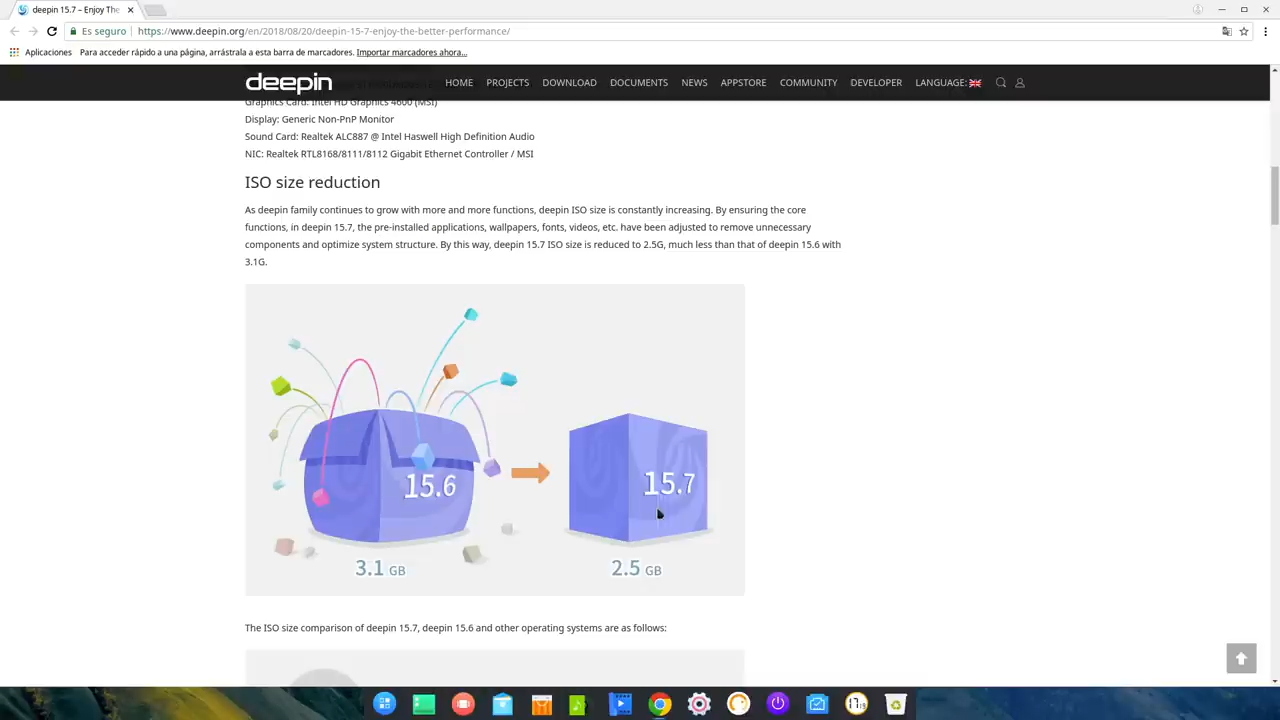 deepin 15.7 – Enjoy The
Es seguro
https://www.deepin.org/en/2018/08/20/deepin-15-7-enjoy-the-better-performance/
Aplicaciones
Para acceder rápido a una página, arrástrala a esta barra de marcadores. Importar marcadores ahora...
deepin
HOME PROJECTS DOWNLOAD DOCUMENTS NEWS APPSTORE COMMUNITY DEVELOPER LANGUAGE:
Graphics Card: Intel HD Graphics 4600 (MSI)
Display: Generic Non-PnP Monitor
Sound Card: Realtek ALC887 @ Intel Haswell High Definition Audio
NIC: Realtek RTL8168/8111/8112 Gigabit Ethernet Controller / MSI
ISO size reduction
As deepin family continues to grow with more and more functions, deepin ISO size is constantly increasing. By ensuring the core
functions, in deepin 15.7, the pre-installed applications, wallpapers, fonts, videos, etc. have been adjusted to remove unnecessary
components and optimize system structure. By this way, deepin 15.7 ISO size is reduced to 2.5G, much less than that of deepin 15.6 with
3.1G.
15.6
15.7
3.1 GB
2.5 GB
The ISO size comparison of deepin 15.7, deepin 15.6 and other operating systems are as follows: